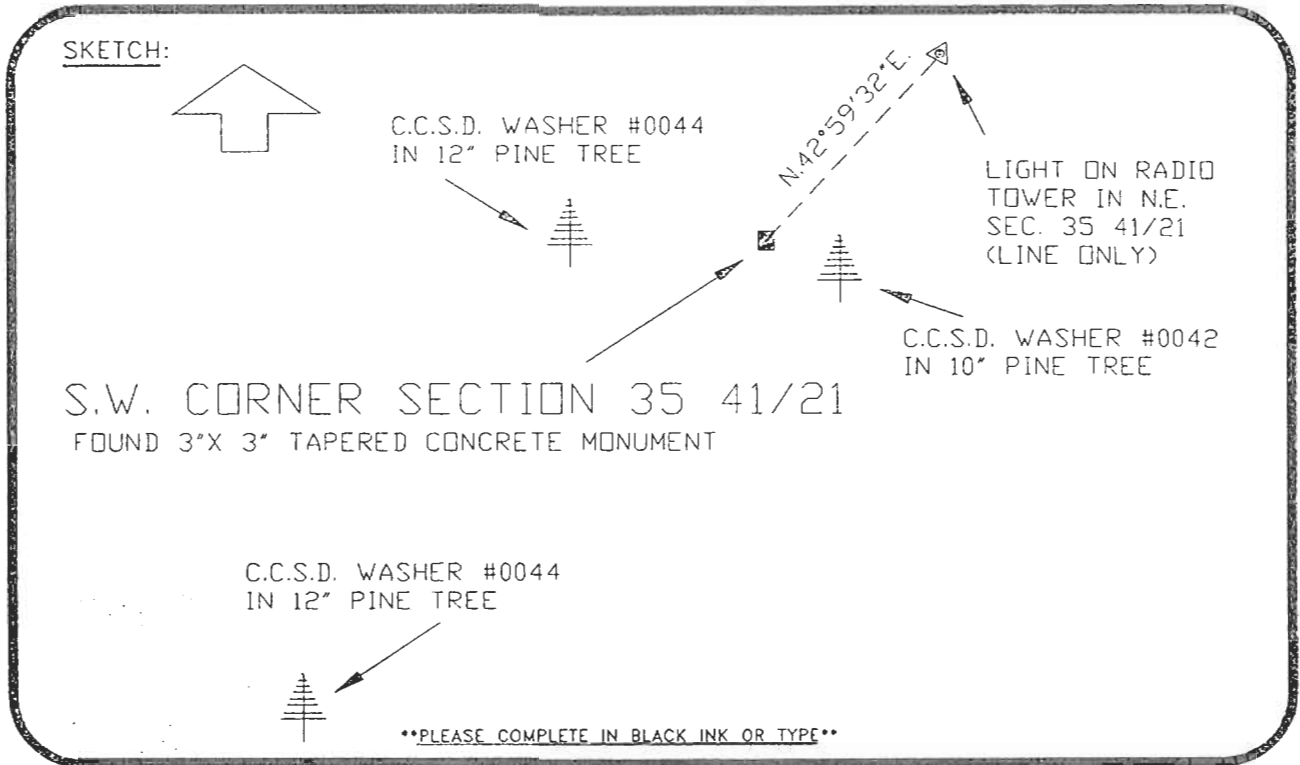 SKETCH:
C.C.S.D. WASHER #0044
IN 12" PINE TREE
N.42°59'32"E.
LIGHT ON RADIO
TOWER IN N.E.
SEC. 35 41/21
(LINE ONLY)
C.C.S.D. WASHER #0042
IN 10" PINE TREE
S.W. CORNER SECTION 35 41/21
FOUND 3"X 3" TAPERED CONCRETE MONUMENT
C.C.S.D. WASHER #0044
IN 12" PINE TREE
**PLEASE COMPLETE IN BLACK INK OR TYPE**